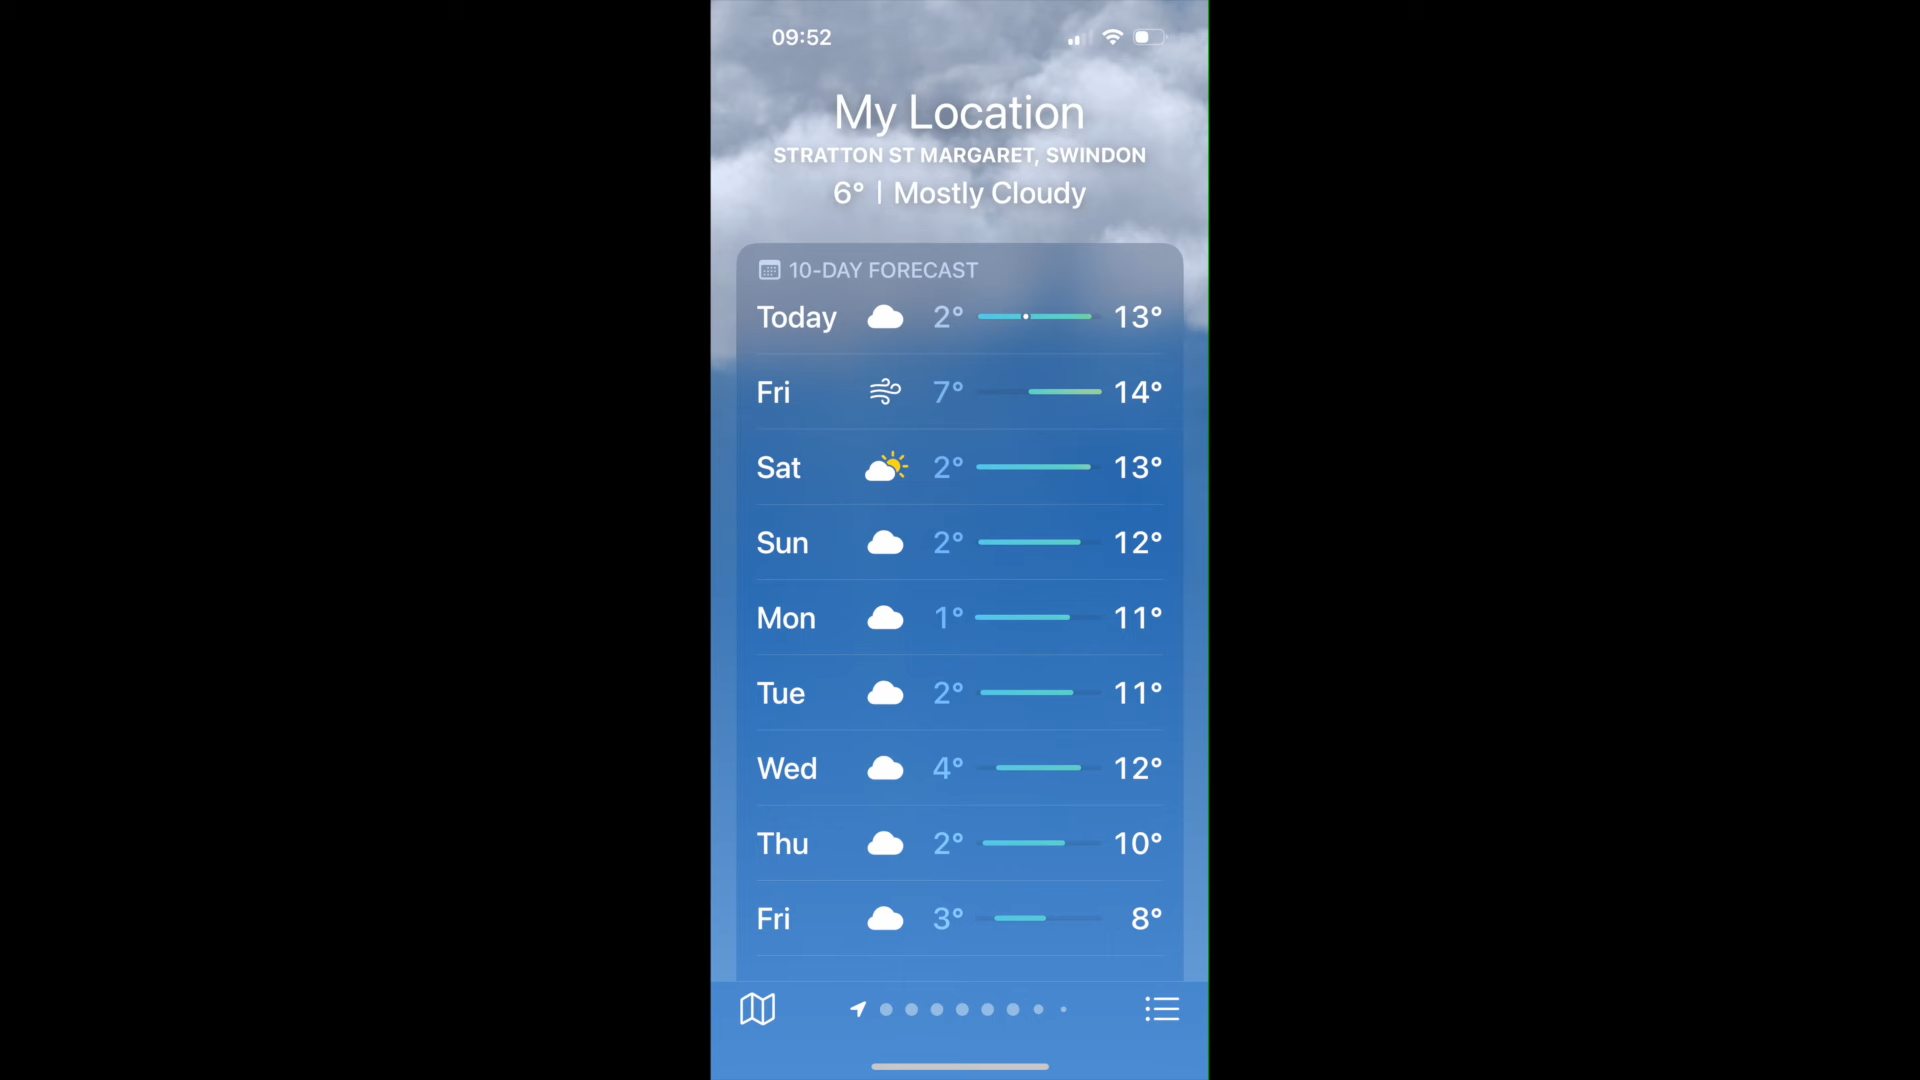 09:52
My Location
STRATTON ST MARGARET, SWINDON
6° | Mostly Cloudy
10-DAY FORECAST
Today 2° 13°
Fri 7° 14°
Sat 2° 13°
Sun 2° 12°
Mon 1° 11°
Tue 2° 11°
Wed 4° 12°
Thu 2° 10°
Fri 3° 8°